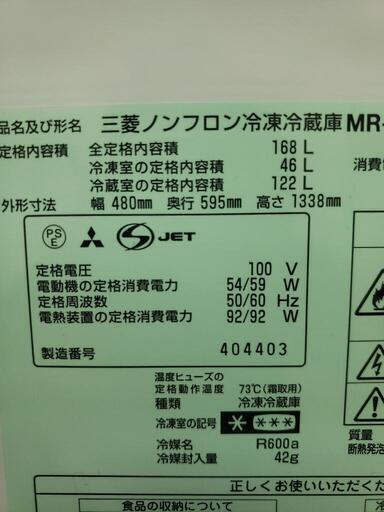 品名及び形名 三菱ノンフロン冷凍冷蔵庫 MR-
定格内容積 全定格内容積 168 L
冷凍室の定格内容積 46 L
冷蔵室の定格内容積 122 L
消費電
外形寸法 幅 480mm 奥行 595mm 高さ 1338mm
PSE JET
定格電圧 100 V
電動機の定格消費電力 54/59 W
定格周波数 50/60 Hz
電熱装置の定格消費電力 92/92 W
製造番号 404403
温度ヒューズの
定格動作温度 73℃(霜取用)
種類 冷凍冷蔵庫
冷凍室の記号 * ***
冷媒名 R600a
冷媒封入量 42g
質量
断熱発泡
正しくお使いいただくた
食品の収納について